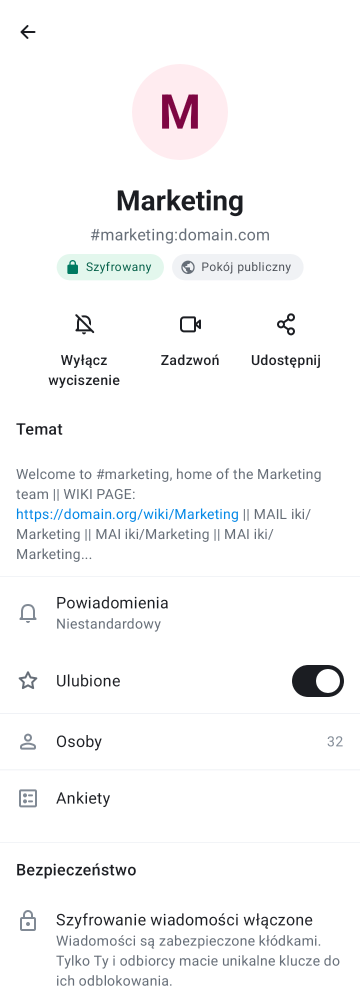 M
Marketing
#marketing:domain.com
Szyfrowany
Pokój publiczny
Wyłącz
wyciszenie
Zadzwoń
Udostępnij
Temat
Welcome to #marketing, home of the Marketing
team || WIKI PAGE:
https://domain.org/wiki/Marketing || MAIL iki/
Marketing || MAI iki/Marketing || MAI iki/
Marketing...
Powiadomienia
Niestandardowy
Ulubione
Osoby 32
Ankiety
Bezpieczeństwo
Szyfrowanie wiadomości włączone
Wiadomości są zabezpieczone kłódkami.
Tylko Ty i odbiorcy macie unikalne klucze do
ich odblokowania.